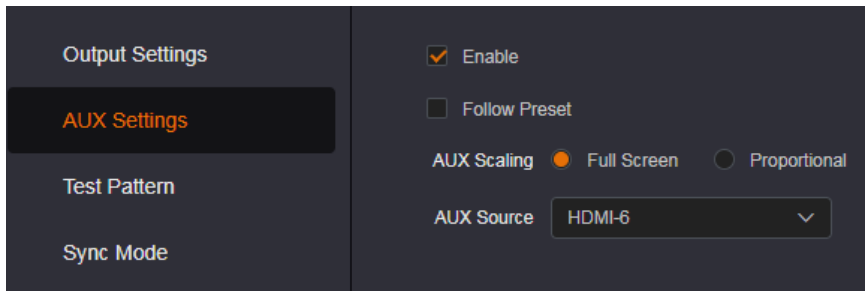 Output Settings
AUX Settings
Test Pattern
Sync Mode
Enable
Follow Preset
AUX Scaling Full Screen Proportional
AUX Source HDMI-6